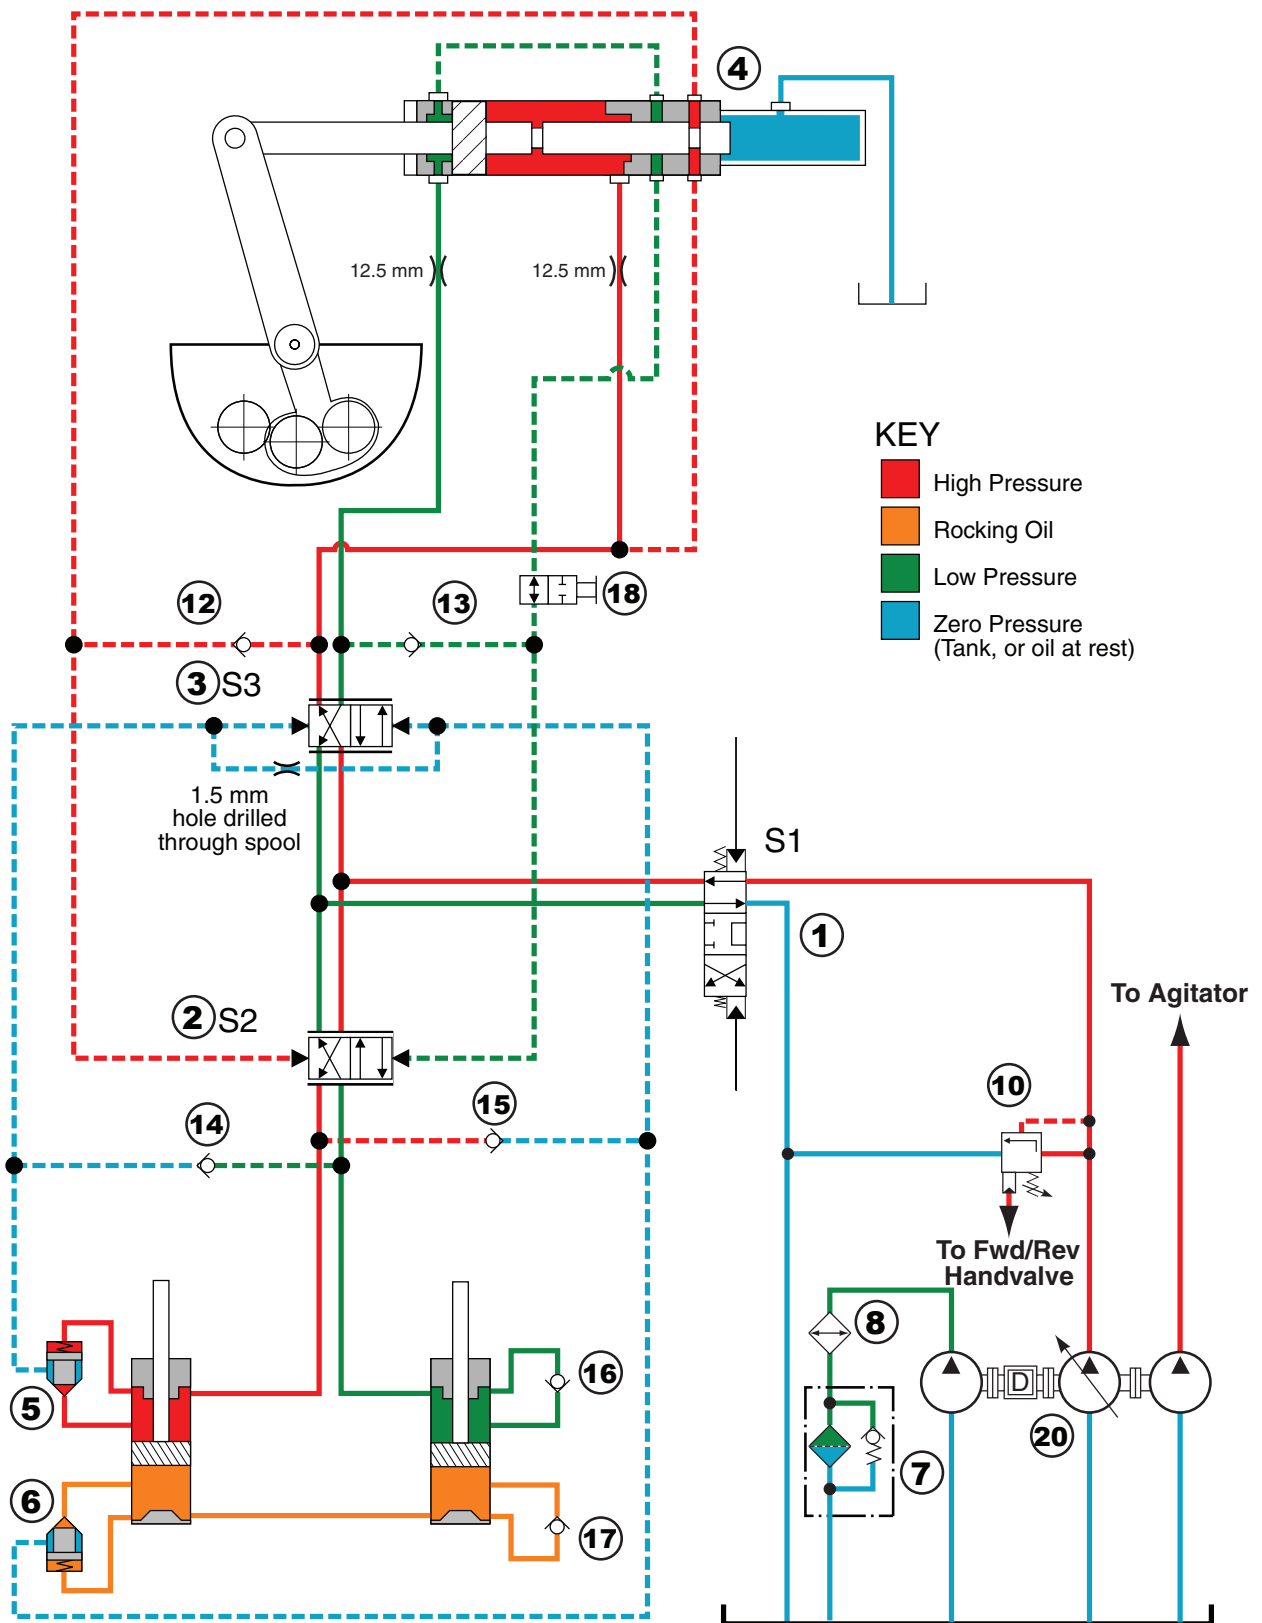 4
12.5 mm
12.5 mm
KEY
High Pressure
Rocking Oil
Low Pressure
Zero Pressure
(Tank, or oil at rest)
18
12
13
3 S3
1.5 mm
hole drilled
through spool
S1
1
2 S2
To Agitator
10
15
14
To Fwd/Rev
Handvalve
8
16
5
D
20
7
6
17